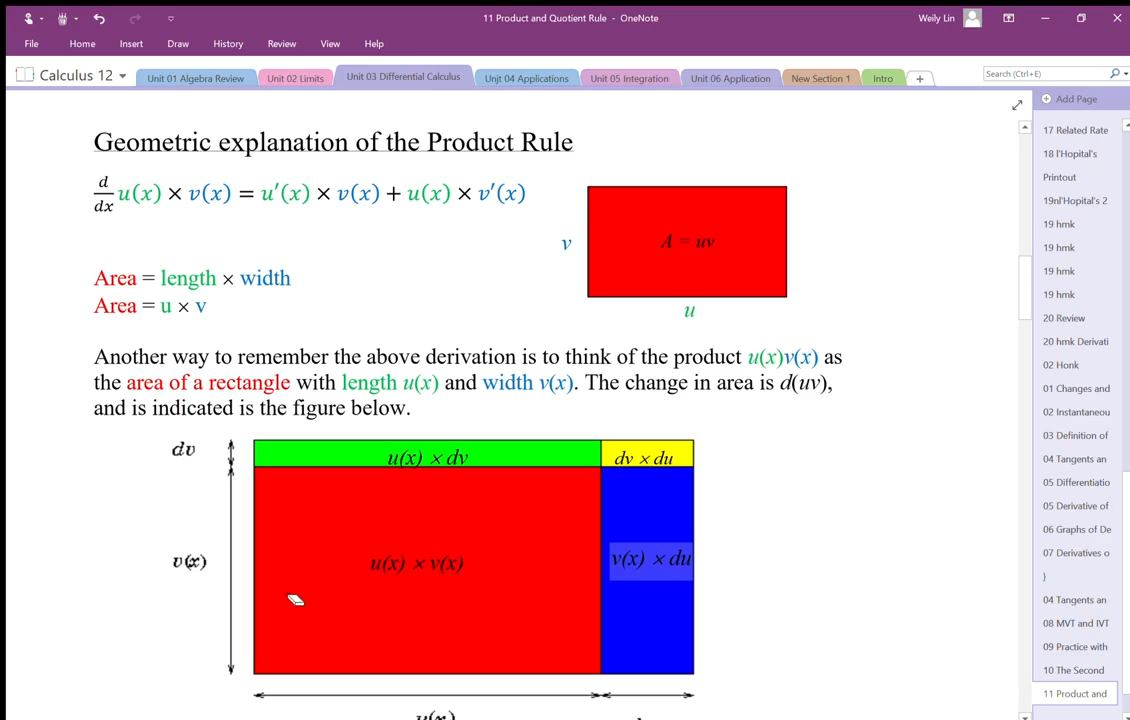 11 Product and Quotient Rule - OneNote
Weily Lin
File Home Insert Draw History Review View Help
Calculus 12
Unit 01 Algebra Review
Unit 02 Limits
Unit 03 Differential Calculus
Unit 04 Applications
Unit 05 Integration
Unit 06 Application
New Section 1
Intro
+
Search (Ctrl+E)
Add Page
17 Related Rate
18 l'Hopital's
Printout
19nl'Hopital's 2
19 hmk
19 hmk
19 hmk
19 hmk
20 Review
20 hmk Derivati
02 Honk
01 Changes and
02 Instantaneou
03 Definition of
04 Tangents an
05 Differentiatio
05 Derivative of
06 Graphs of De
07 Derivatives o
}
04 Tangents an
08 MVT and IVT
09 Practice with
10 The Second
11 Product and
Geometric explanation of the Product Rule
d/dx u(x) × v(x) = u'(x) × v(x) + u(x) × v'(x)
Area = length × width
Area = u × v
v
A = uv
u
Another way to remember the above derivation is to think of the product u(x)v(x) as
the area of a rectangle with length u(x) and width v(x). The change in area is d(uv),
and is indicated is the figure below.
dv
u(x) × dv
dv × du
v(x)
u(x) × v(x)
v(x) × du